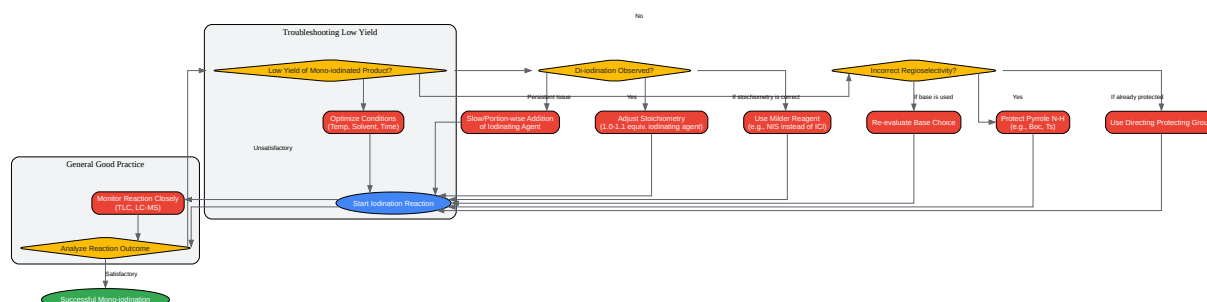 No
Troubleshooting Low Yield
Low Yield of Mono-iodinated Product?
Di-iodination Observed?
Incorrect Regioselectivity?
Persistent Issue
Yes
If stoichiometry is correct
If base is used
Yes
If already protected
Optimize Conditions
(Temp, Solvent, Time)
Slow/Portion-wise Addition
of Iodinating Agent
Adjust Stoichiometry
(1.0-1.1 equiv. iodinating agent)
Use Milder Reagent
(e.g., NIS instead of ICl)
Re-evaluate Base Choice
Protect Pyrrole N-H
(e.g., Boc, Ts)
Use Directing Protecting Grou
Unsatisfactory
General Good Practice
Monitor Reaction Closely
(TLC, LC-MS)
Start Iodination Reaction
Analyze Reaction Outcome
Satisfactory
Successful Mono-iodination